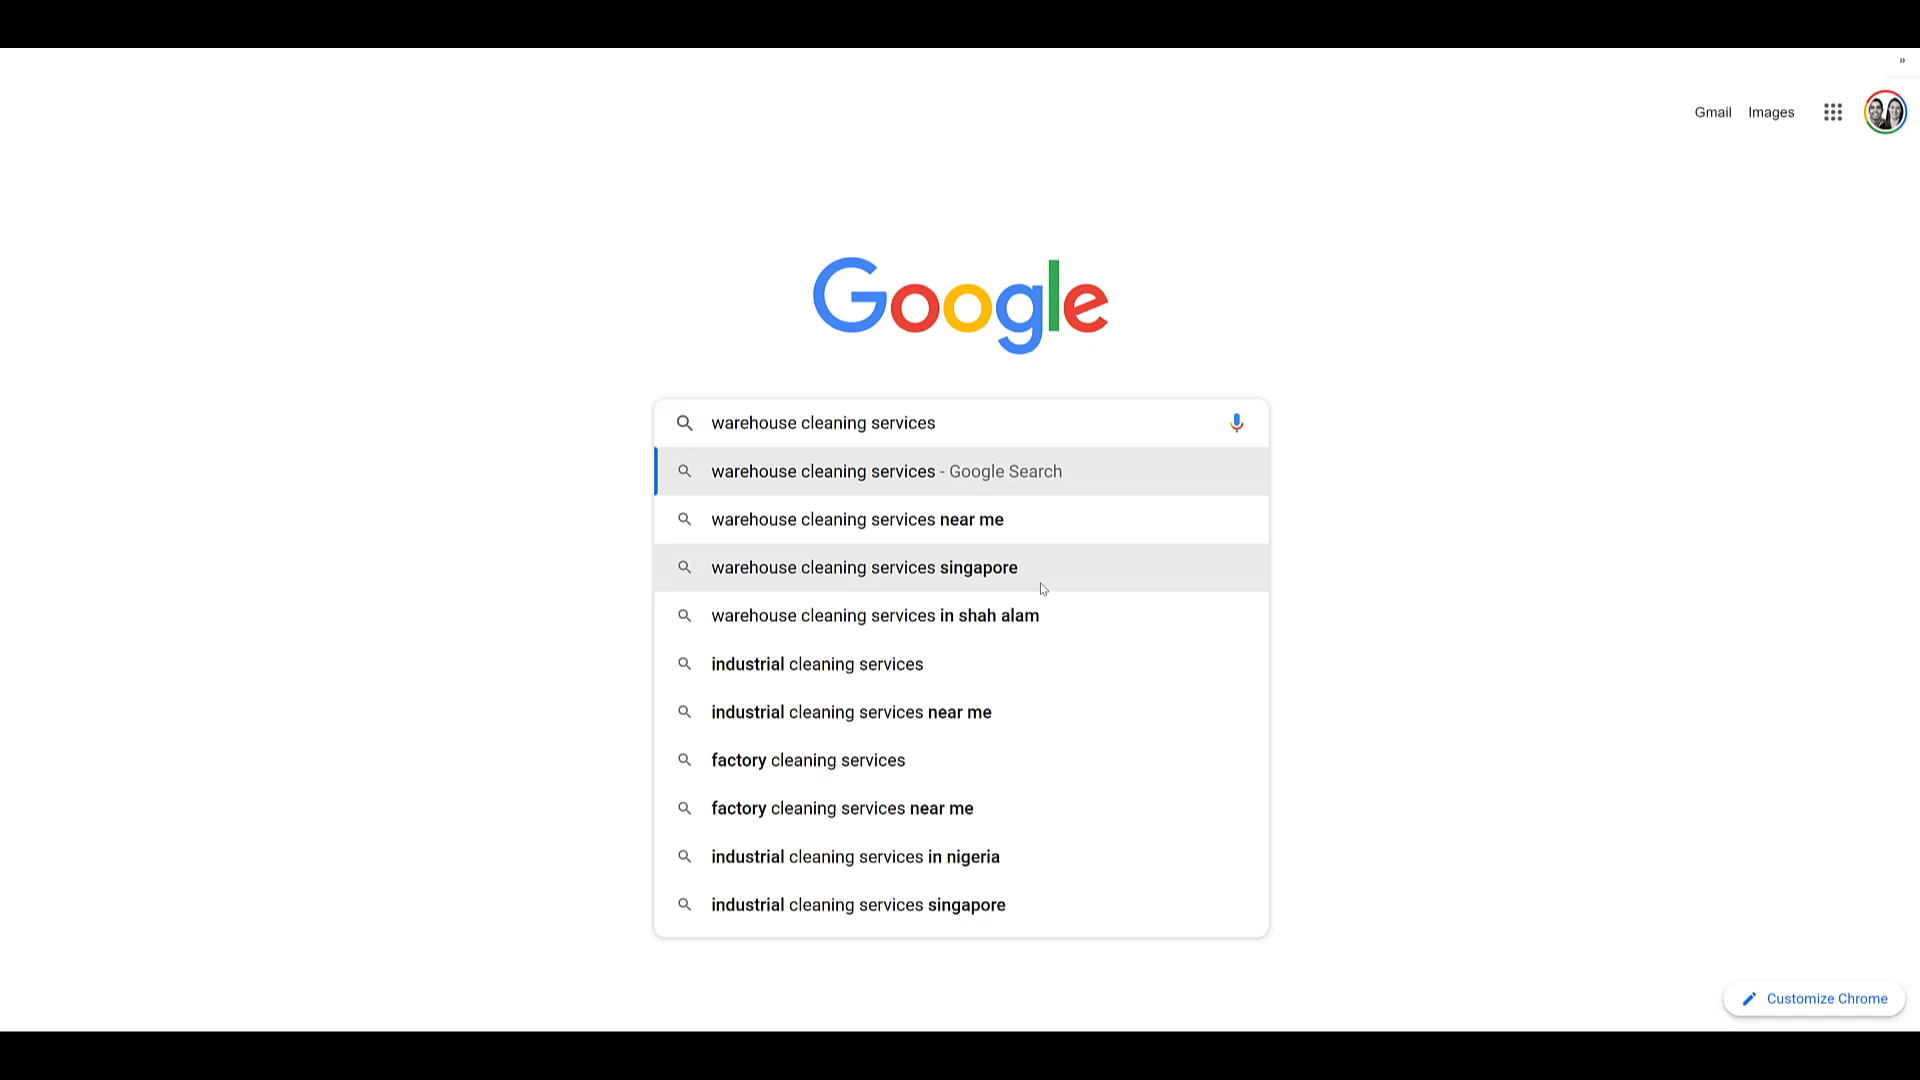 »
Gmail Images
Google
warehouse cleaning services
warehouse cleaning services - Google Search
warehouse cleaning services near me
warehouse cleaning services singapore
warehouse cleaning services in shah alam
industrial cleaning services
industrial cleaning services near me
factory cleaning services
factory cleaning services near me
industrial cleaning services in nigeria
industrial cleaning services singapore
Customize Chrome